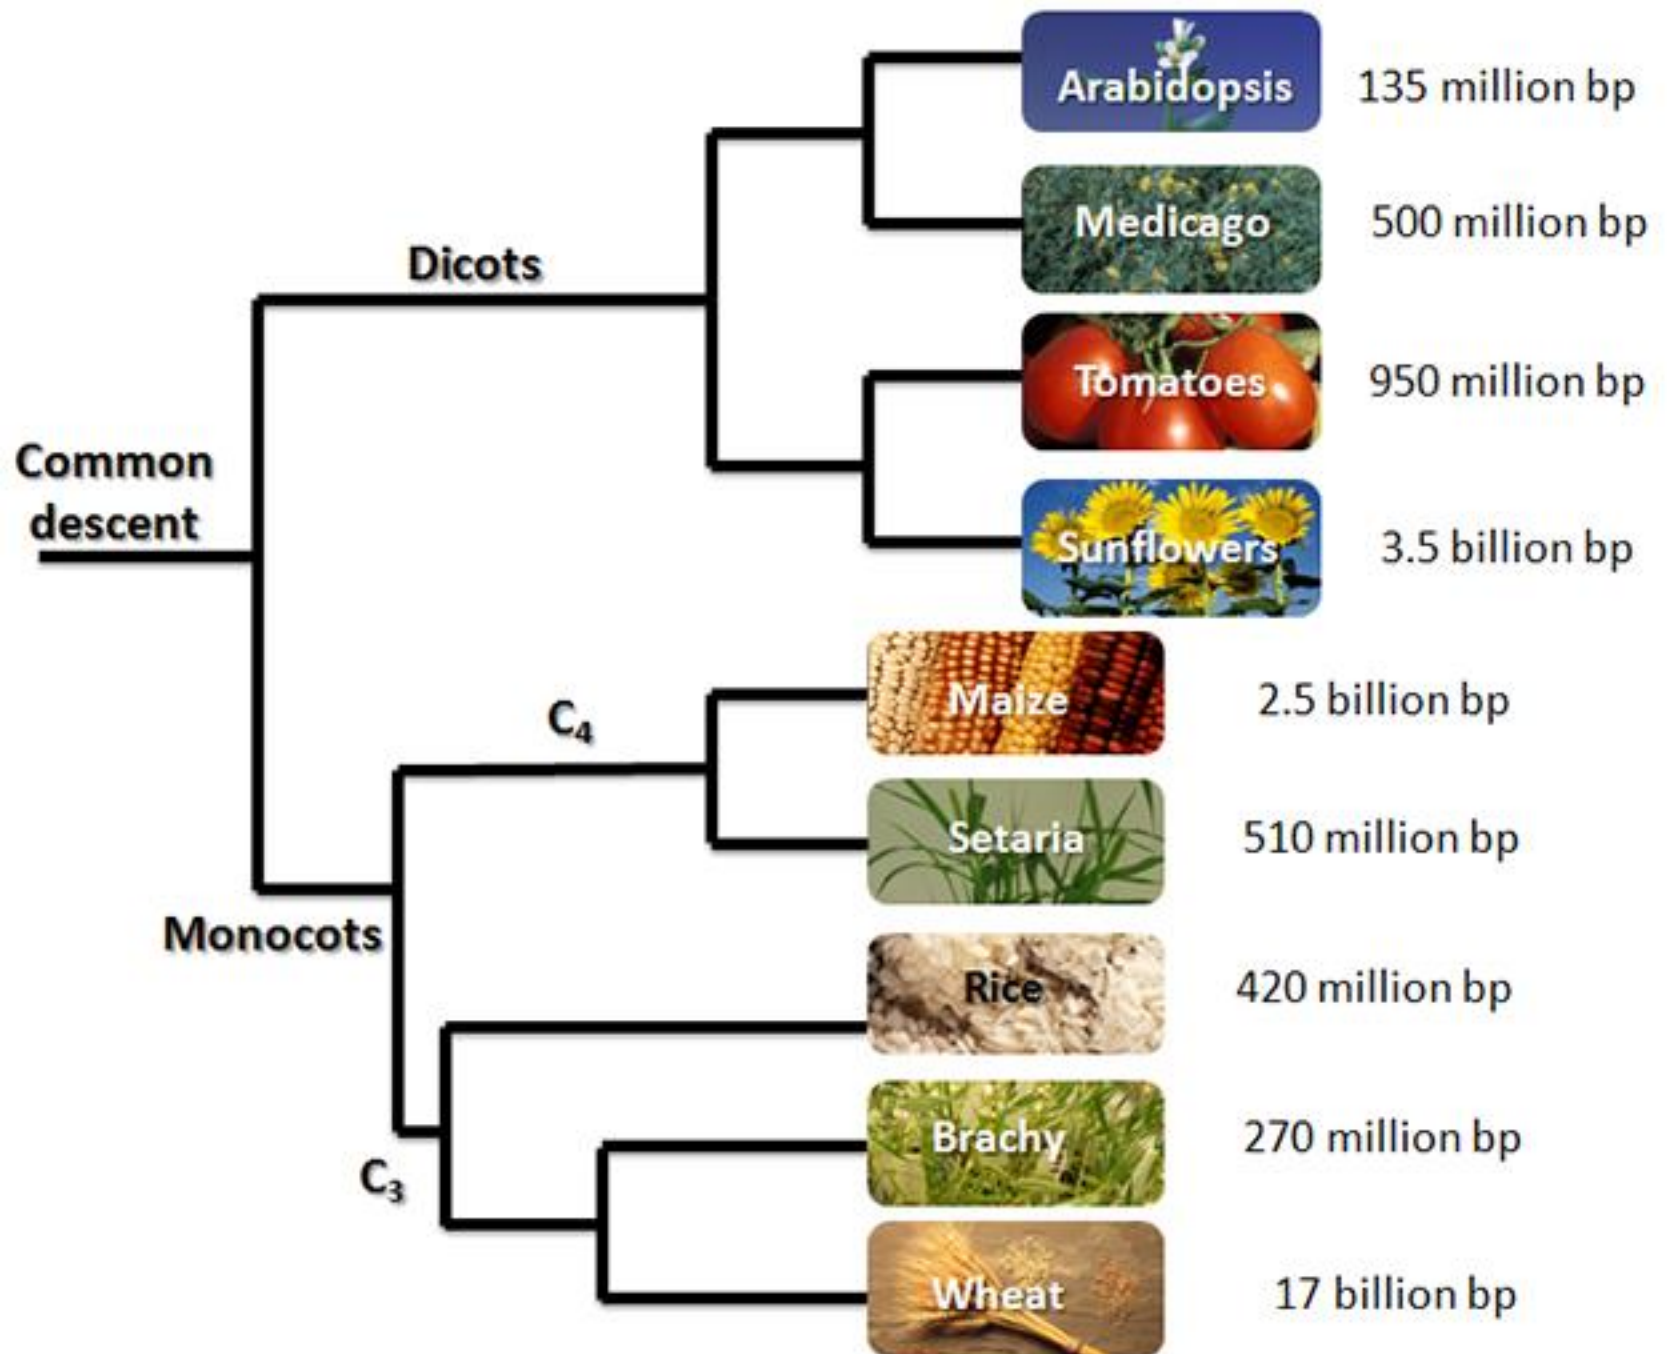 Arabidopsis 135 million bp
Medicago 500 million bp
Dicots
Tomatoes 950 million bp
Common
descent
Sunflowers 3.5 billion bp
Maize 2.5 billion bp
C₄
Setaria 510 million bp
Monocots
Rice 420 million bp
Brachy 270 million bp
C₃
Wheat 17 billion bp